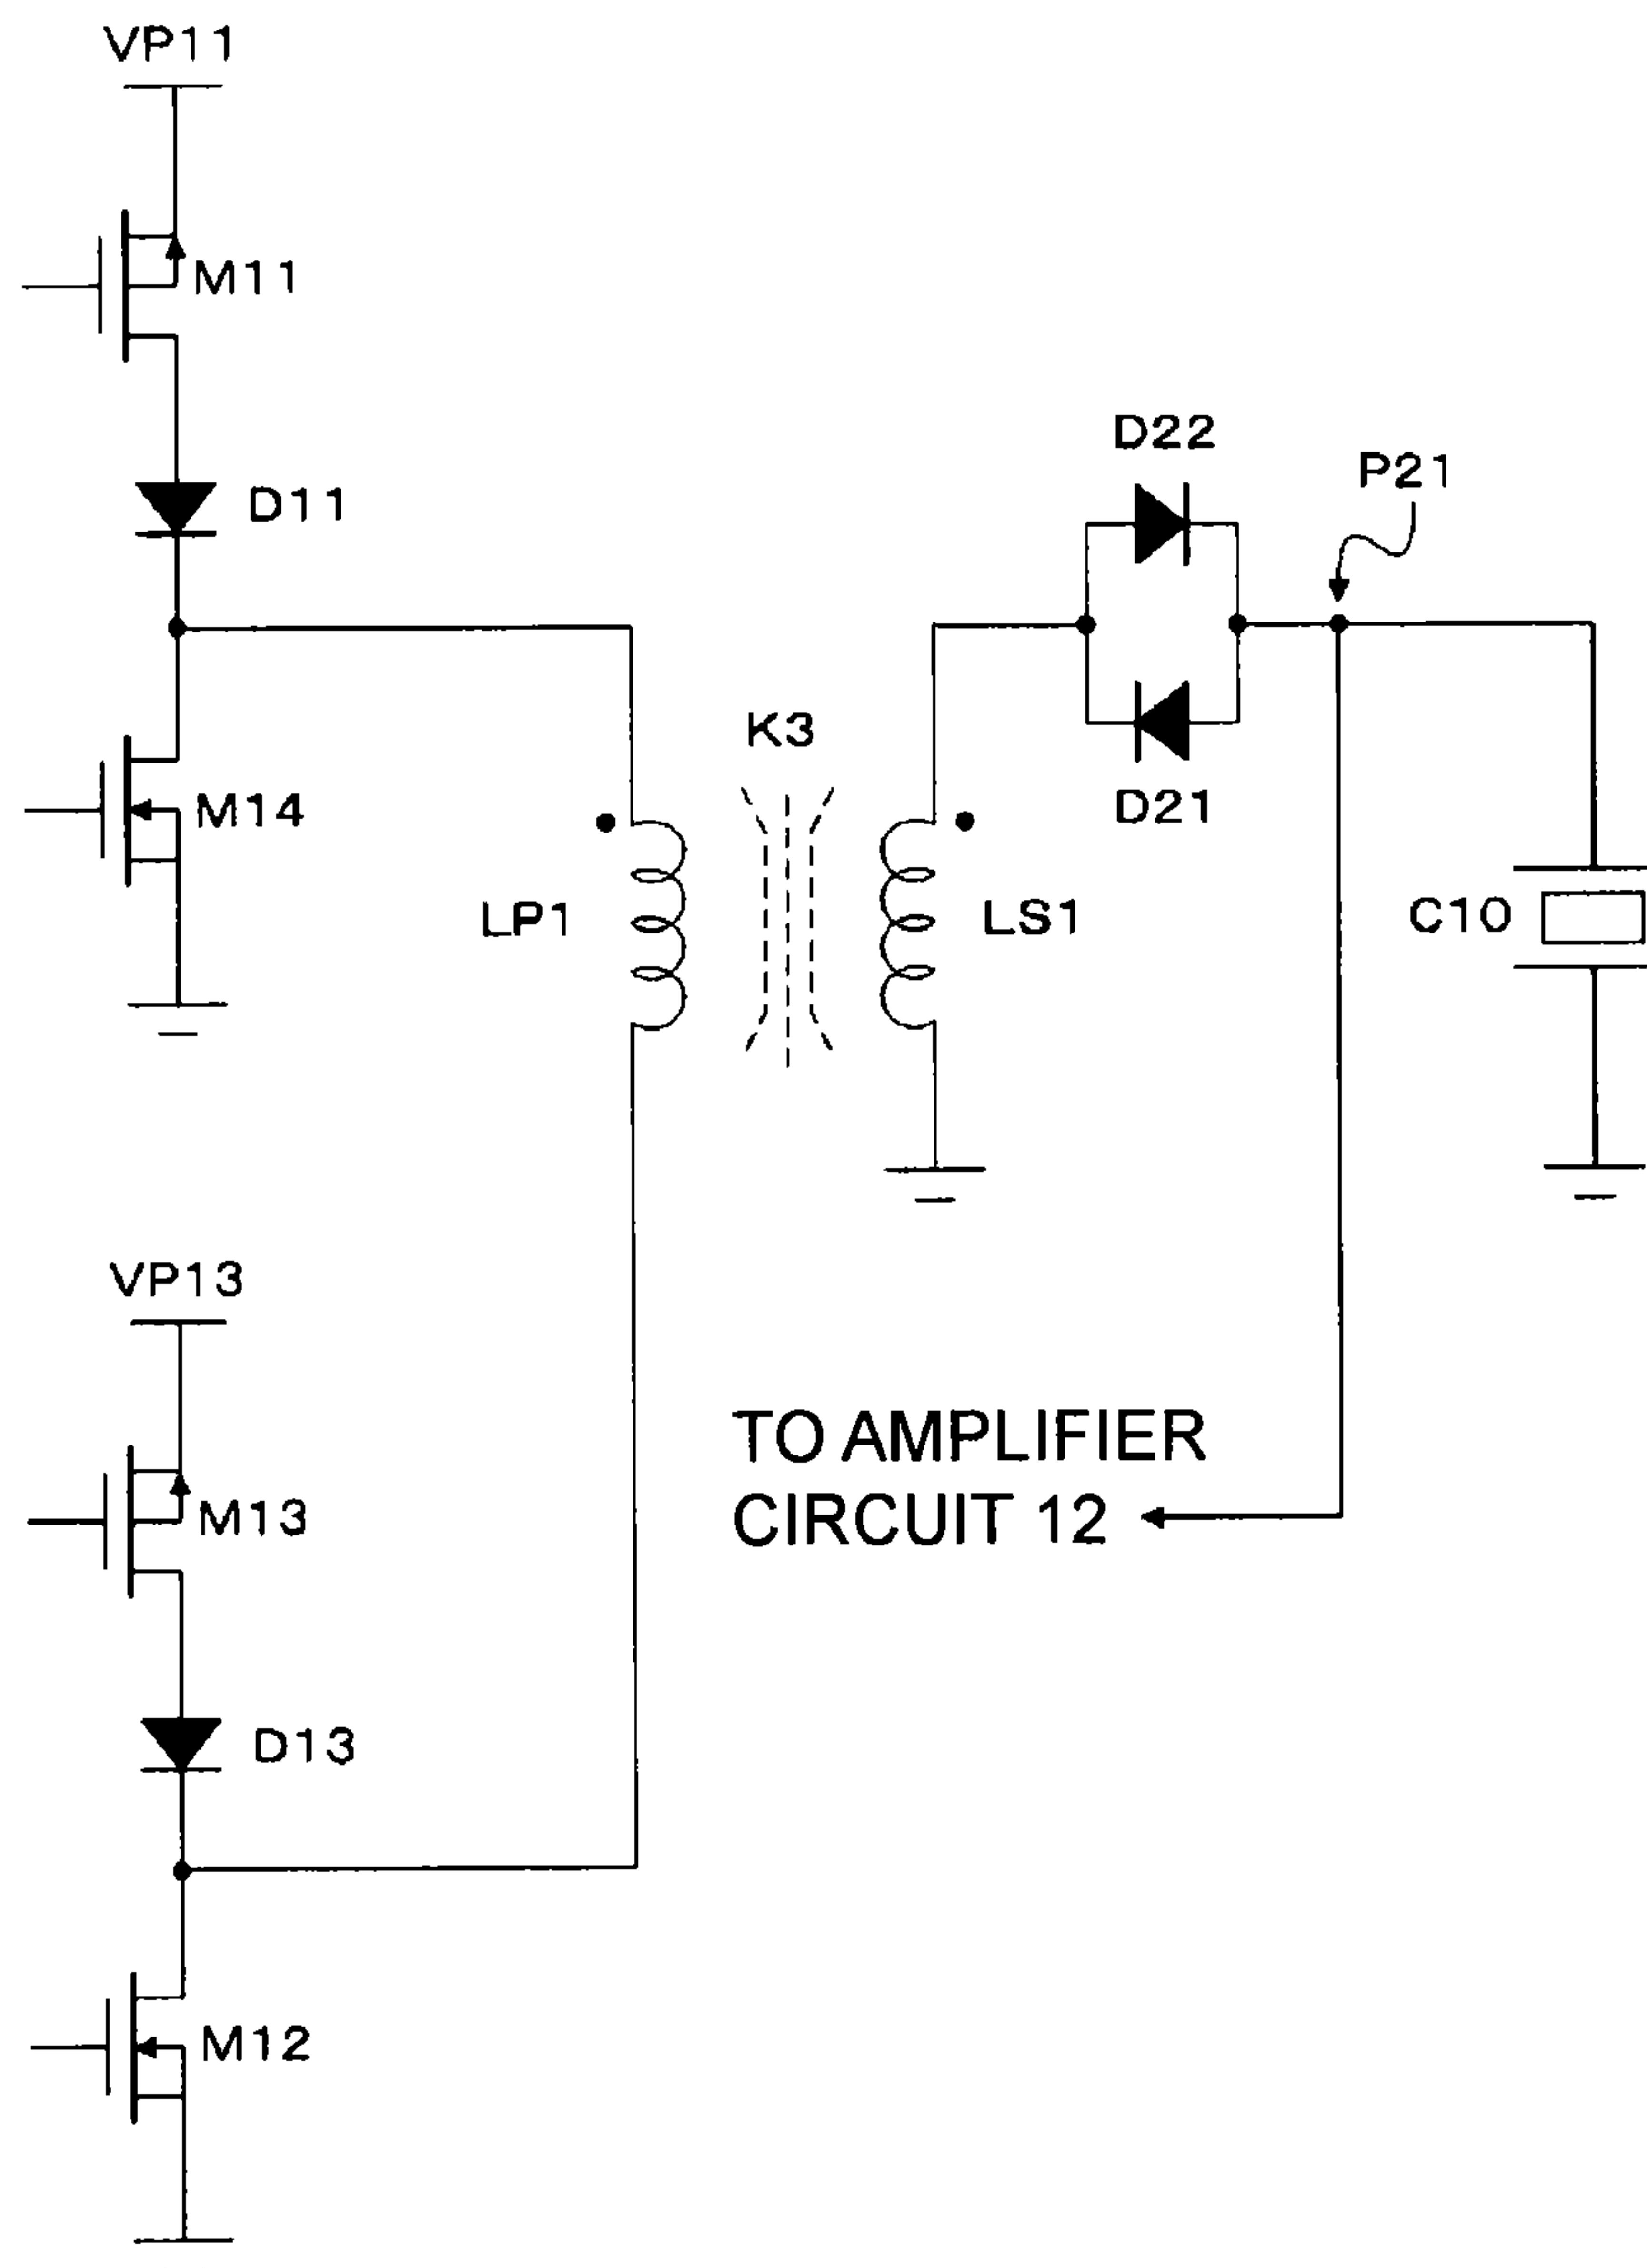 VP11
M11
D11
D22
P21
K3
M14
D21
LP1
LS1
C10
VP13
TO AMPLIFIER
CIRCUIT 12
M13
D13
M12